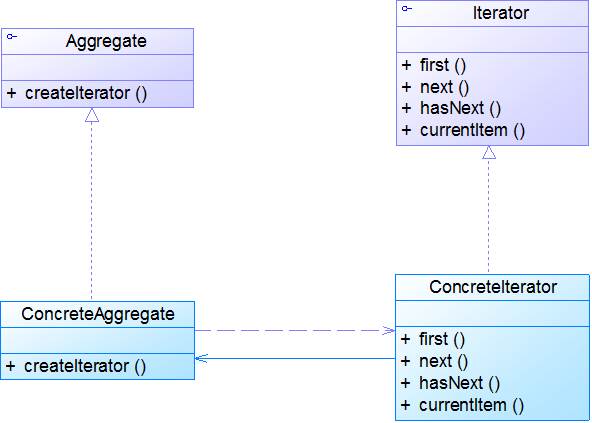 Aggregate
+ createIterator ()
Iterator
+ first ()
+ next ()
+ hasNext ()
+ currentItem ()
ConcreteAggregate
+ createIterator ()
ConcreteIterator
+ first ()
+ next ()
+ hasNext ()
+ currentItem ()